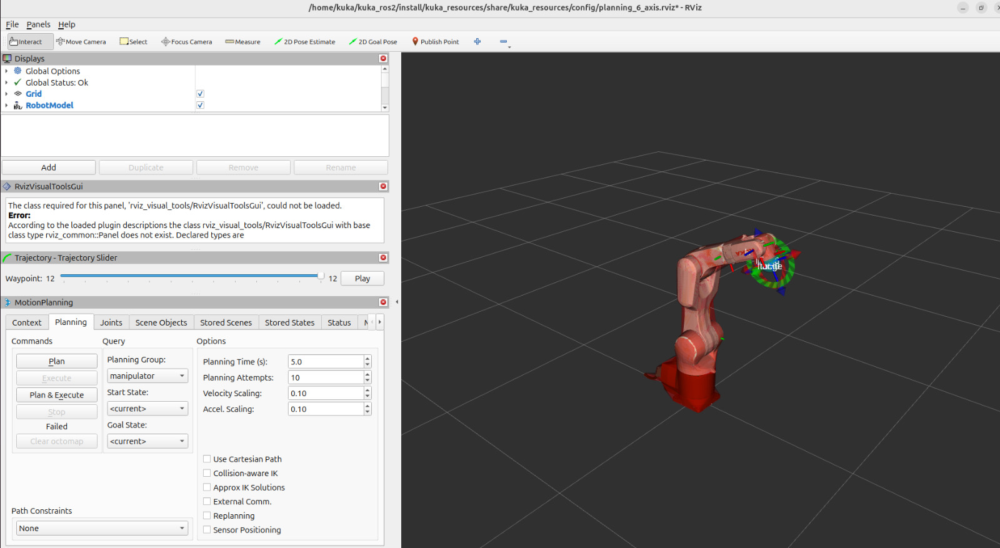 /home/kuka/kuka_ros2/install/kuka_resources/share/kuka_resources/config/planning_6_axis.rviz* - RViz
File Panels Help
Interact Move Camera Select Focus Camera Measure 2D Pose Estimate 2D Goal Pose Publish Point
Displays
Global Options
Global Status: Ok
Grid
RobotModel
Add Duplicate Remove Rename
RvizVisualToolsGui
The class required for this panel, 'rviz_visual_tools/RvizVisualToolsGui', could not be loaded.
Error:
According to the loaded plugin descriptions the class rviz_visual_tools/RvizVisualToolsGui with base
class type rviz_common::Panel does not exist. Declared types are
Trajectory - Trajectory Slider
Waypoint: 12 12 Play
MotionPlanning
Context Planning Joints Scene Objects Stored Scenes Stored States Status
Commands Query Options
Plan
Execute
Plan & Execute
Stop
Failed
Clear octomap
Planning Group:
manipulator
Start State:
<current>
Goal State:
<current>
Planning Time (s): 5.0
Planning Attempts: 10
Velocity Scaling: 0.10
Accel. Scaling: 0.10
Use Cartesian Path
Collision-aware IK
Approx IK Solutions
External Comm.
Replanning
Sensor Positioning
Path Constraints
None
KUKA